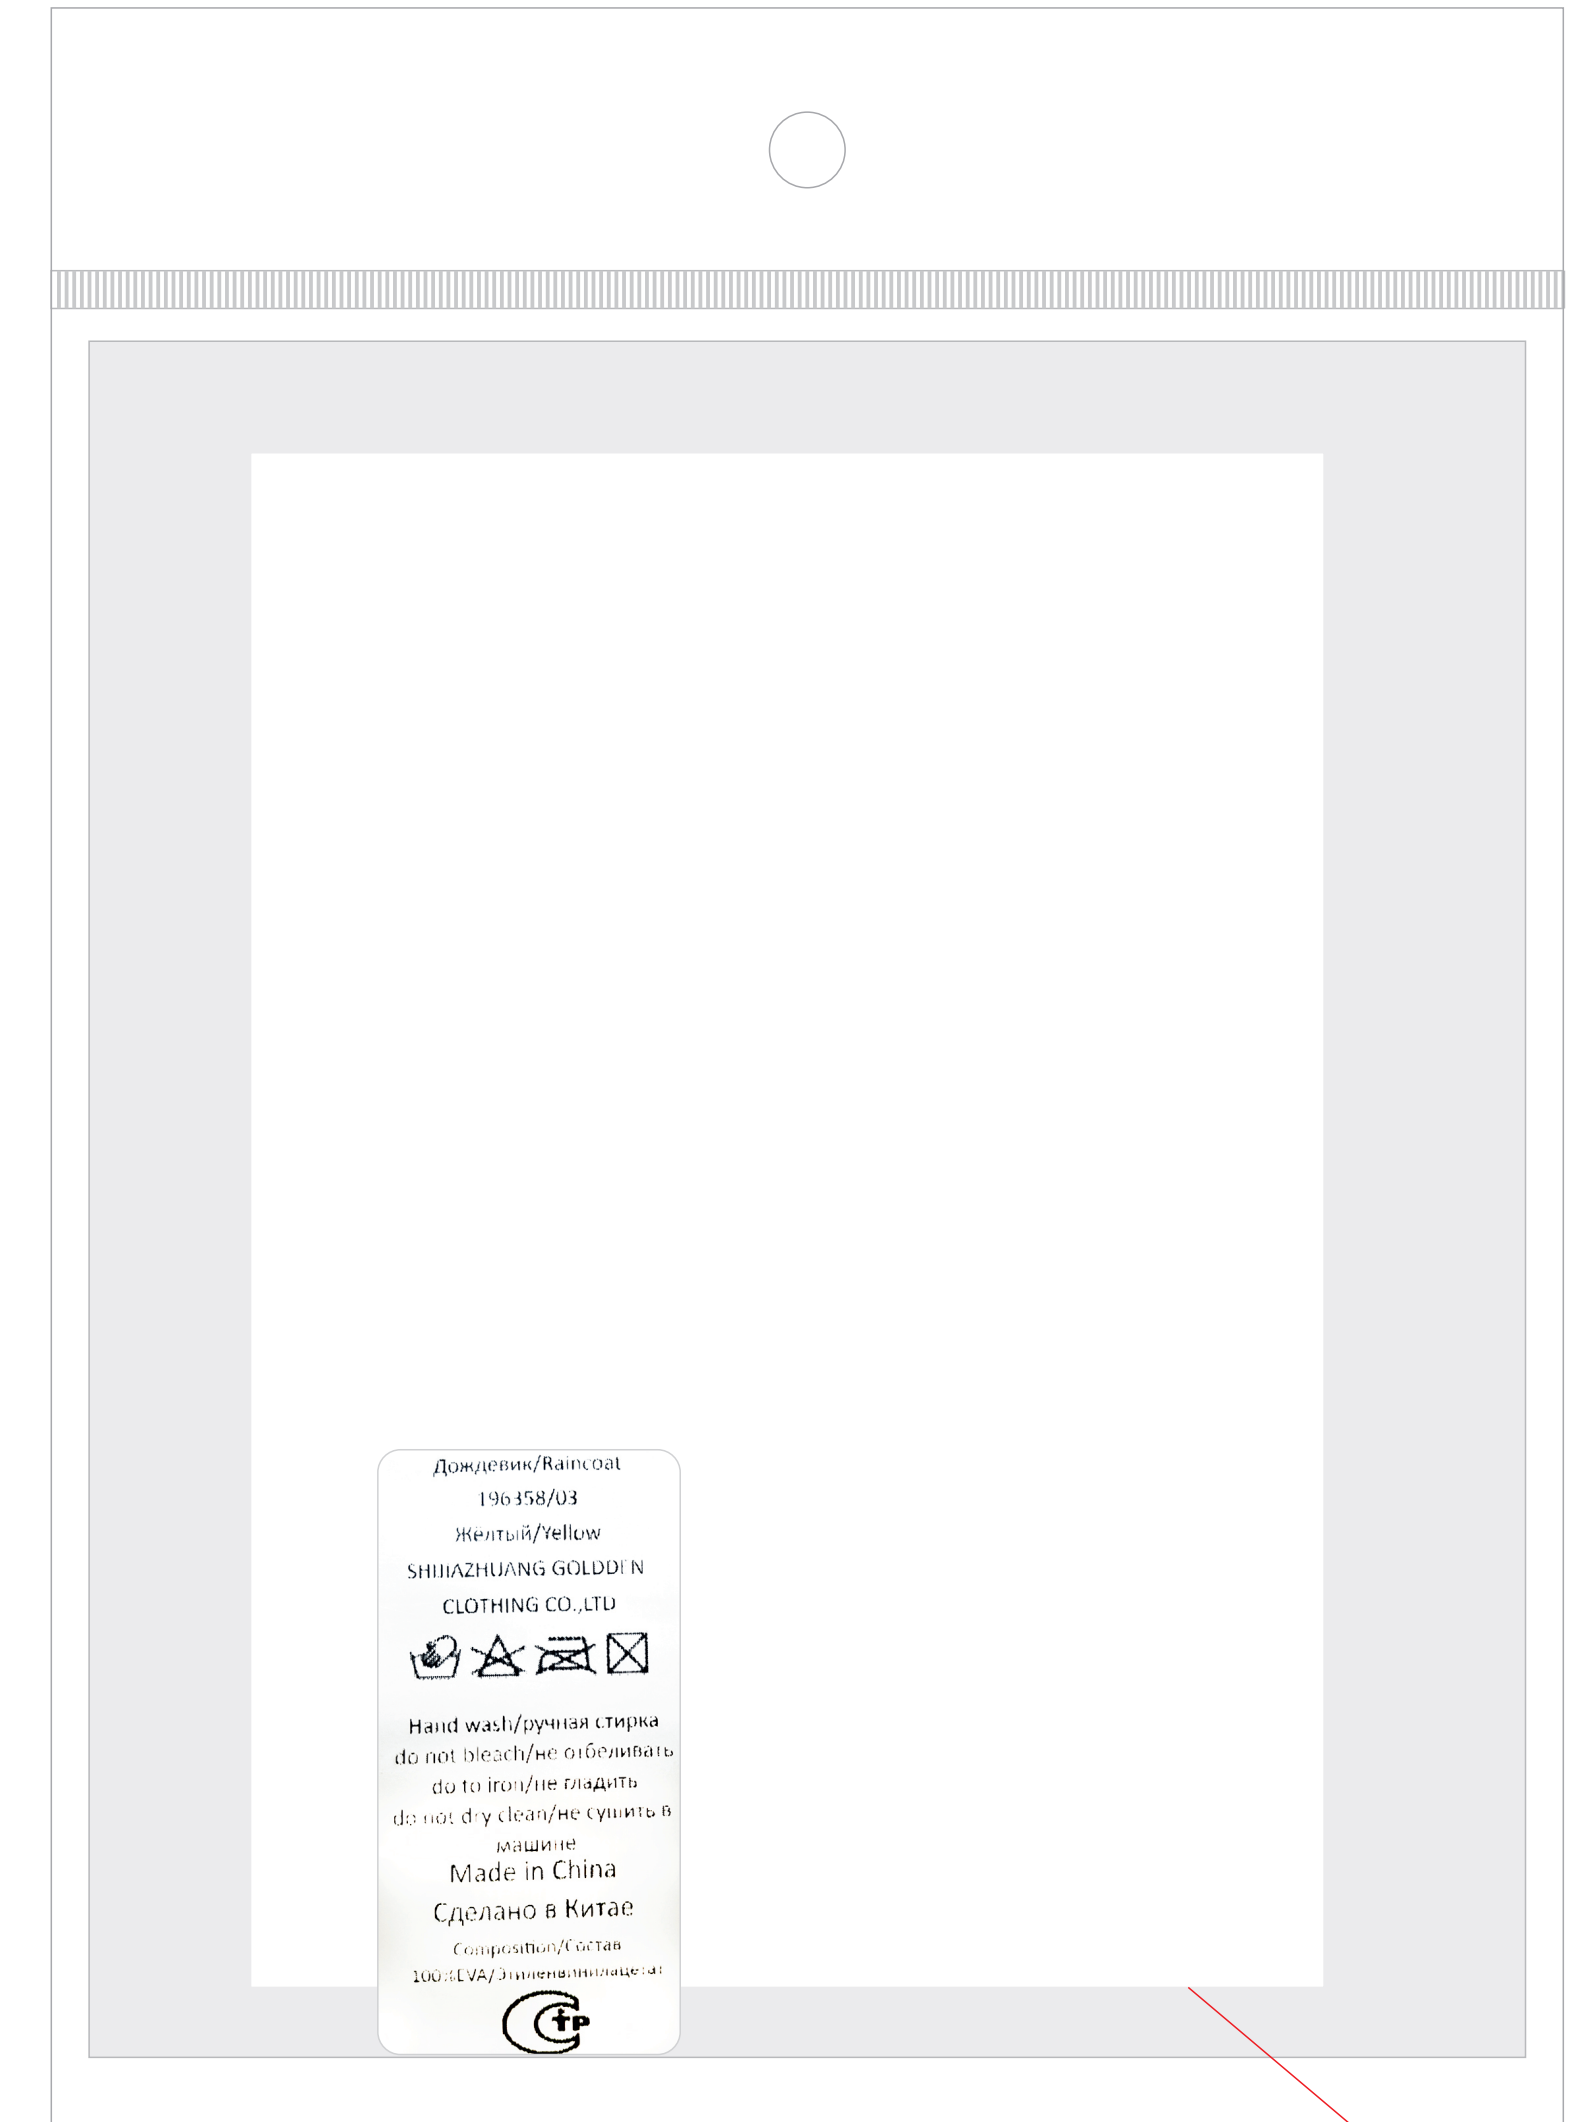 Дождевик/Raincoat
196358/03
Жёлтый/Yellow
SHIJIAZHUANG GOLDDEN
CLOTHING CO.,LTD
Hand wash/ручная стирка
do not bleach/не отбеливать
do to iron/не гладить
do not dry clean/не сушить в
машине
Made in China
Сделано в Китае
Composition/Состав
100%EVA/Этиленвинилацетат